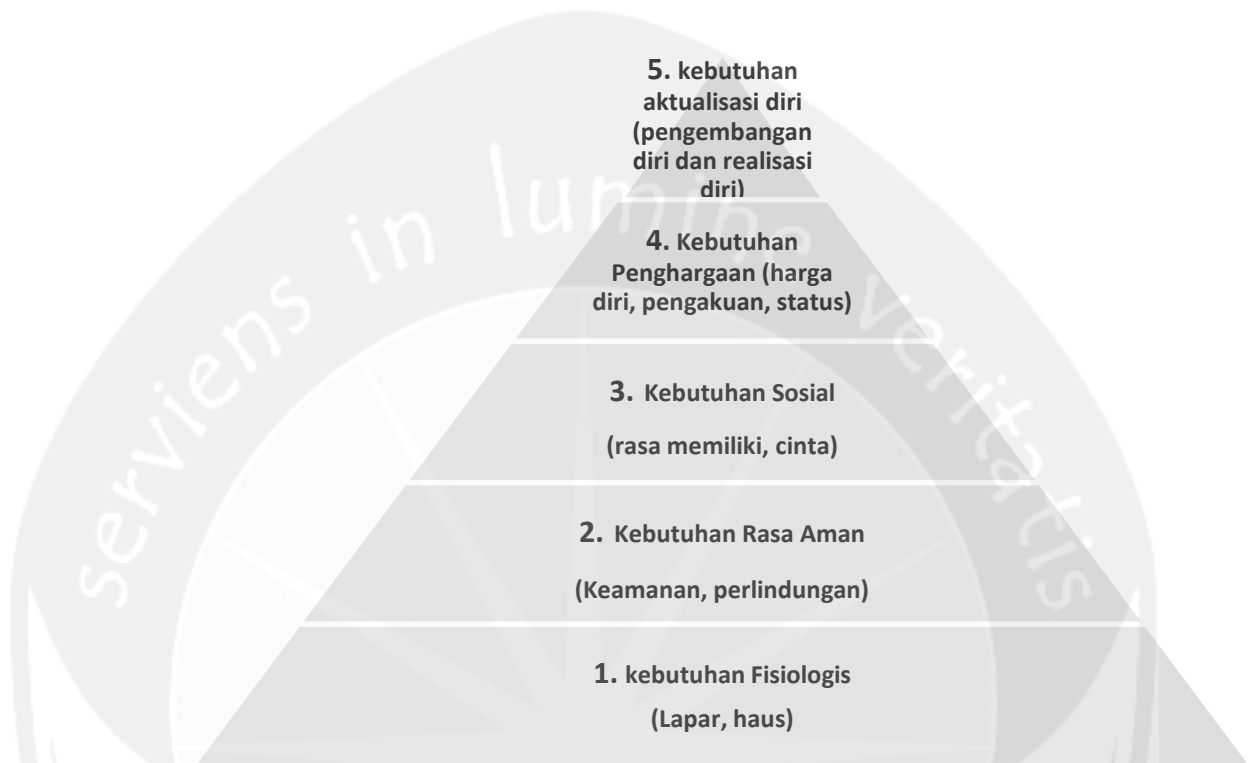 5. kebutuhan
aktualisasi diri
(pengembangan
diri dan realisasi
diri)
4. Kebutuhan
Penghargaan (harga
diri, pengakuan, status)
3. Kebutuhan Sosial
(rasa memiliki, cinta)
2. Kebutuhan Rasa Aman
(Keamanan, perlindungan)
1. kebutuhan Fisiologis
(Lapar, haus)
serviens in lumine veritatis